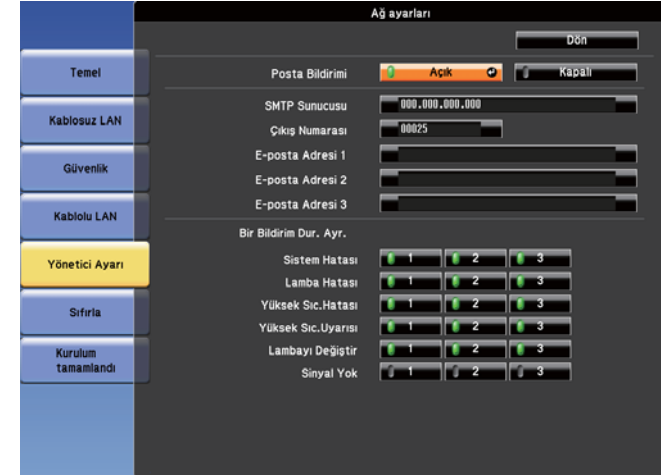 Ağ ayarları
Dön
Temel
Kablosuz LAN
Güvenlik
Kablolu LAN
Yönetici Ayarı
Sıfırla
Kurulum
tamamlandı
Posta Bildirimi Açık Kapalı
SMTP Sunucusu 000.000.000.000
Çıkış Numarası 00025
E-posta Adresi 1
E-posta Adresi 2
E-posta Adresi 3
Bir Bildirim Dur. Ayr.
Sistem Hatası 1 2 3
Lamba Hatası 1 2 3
Yüksek Sıc.Hatası 1 2 3
Yüksek Sıc.Uyarısı 1 2 3
Lambayı Değiştir 1 2 3
Sinyal Yok 1 2 3